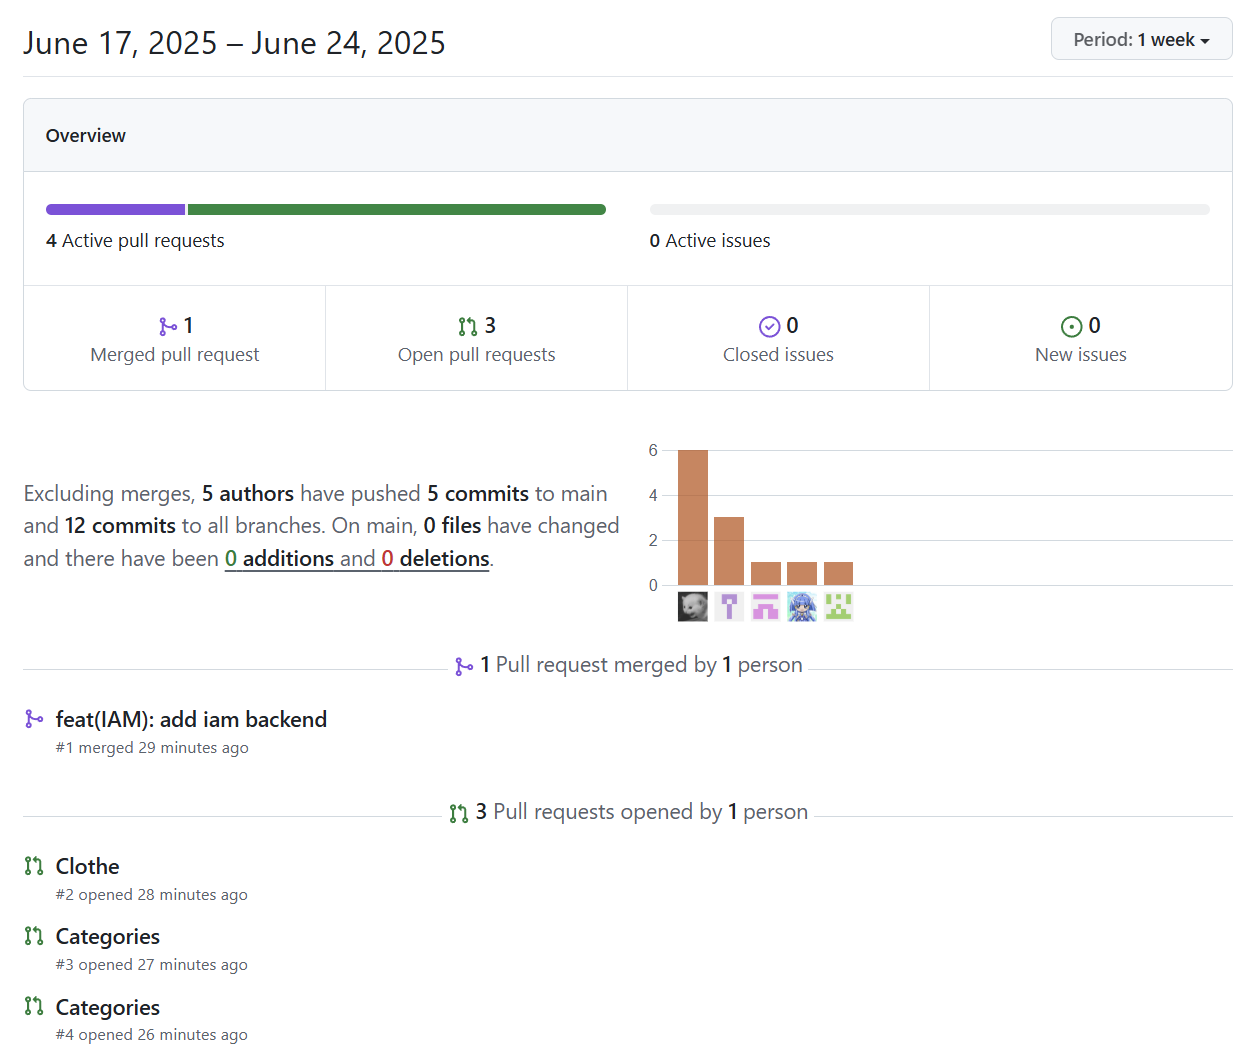 June 17, 2025 – June 24, 2025
Period: 1 week
Overview
4 Active pull requests
0 Active issues
1
Merged pull request
3
Open pull requests
0
Closed issues
0
New issues
Excluding merges, 5 authors have pushed 5 commits to main
and 12 commits to all branches. On main, 0 files have changed
and there have been 0 additions and 0 deletions.
6
4
2
0
1 Pull request merged by 1 person
feat(IAM): add iam backend
#1 merged 29 minutes ago
3 Pull requests opened by 1 person
Clothe
#2 opened 28 minutes ago
Categories
#3 opened 27 minutes ago
Categories
#4 opened 26 minutes ago